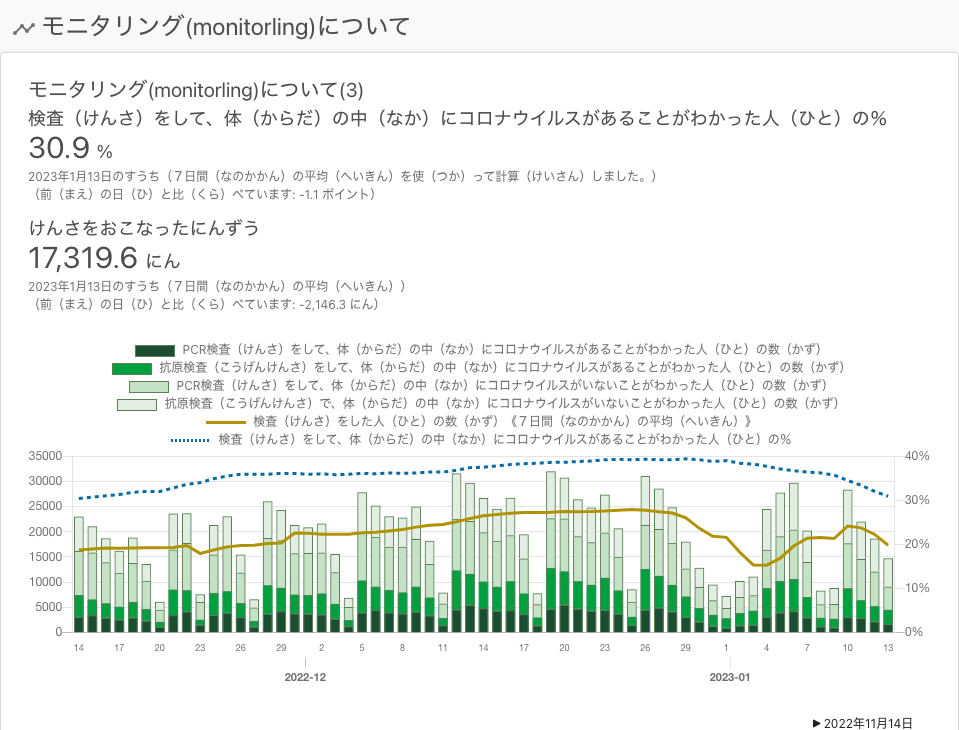 モニタリング(monitorling)について
モニタリング(monitorling)について(3)
検査（けんさ）をして、体（からだ）の中（なか）にコロナウイルスがあることがわかった人（ひと）の%
30.9 %
2023年1月13日のすうち（７日間（なのかかん）の平均（へいきん）を使（つか）って計算（けいさん）しました。）
（前（まえ）の日（ひ）と比（くら）べています: -1.1 ポイント）
けんさをおこなったにんずう
17,319.6 にん
2023年1月13日のすうち（７日間（なのかかん）の平均（へいきん））
（前（まえ）の日（ひ）と比（くら）べています: -2,146.3 にん）
PCR検査（けんさ）をして、体（からだ）の中（なか）にコロナウイルスがあることがわかった人（ひと）の数（かず）
抗原検査（こうげんけんさ）をして、体（からだ）の中（なか）にコロナウイルスがあることがわかった人（ひと）の数（かず）
PCR検査（けんさ）をして、体（からだ）の中（なか）にコロナウイルスがいないことがわかった人（ひと）の数（かず）
抗原検査（こうげんけんさ）で、体（からだ）の中（なか）にコロナウイルスがいないことがわかった人（ひと）の数（かず）
検査（けんさ）をした人（ひと）の数（かず）《７日間（なのかかん）の平均（へいきん）》
検査（けんさ）をして、体（からだ）の中（なか）にコロナウイルスがあることがわかった人（ひと）の%
35000 40%
30000
25000 30%
20000
15000 20%
10000
5000 10%
0 0%
14 17 20 23 26 29 2 5 8 11 14 17 20 23 26 29 1 4 7 10 13
2022-12 2023-01
▶ 2022年11月14日